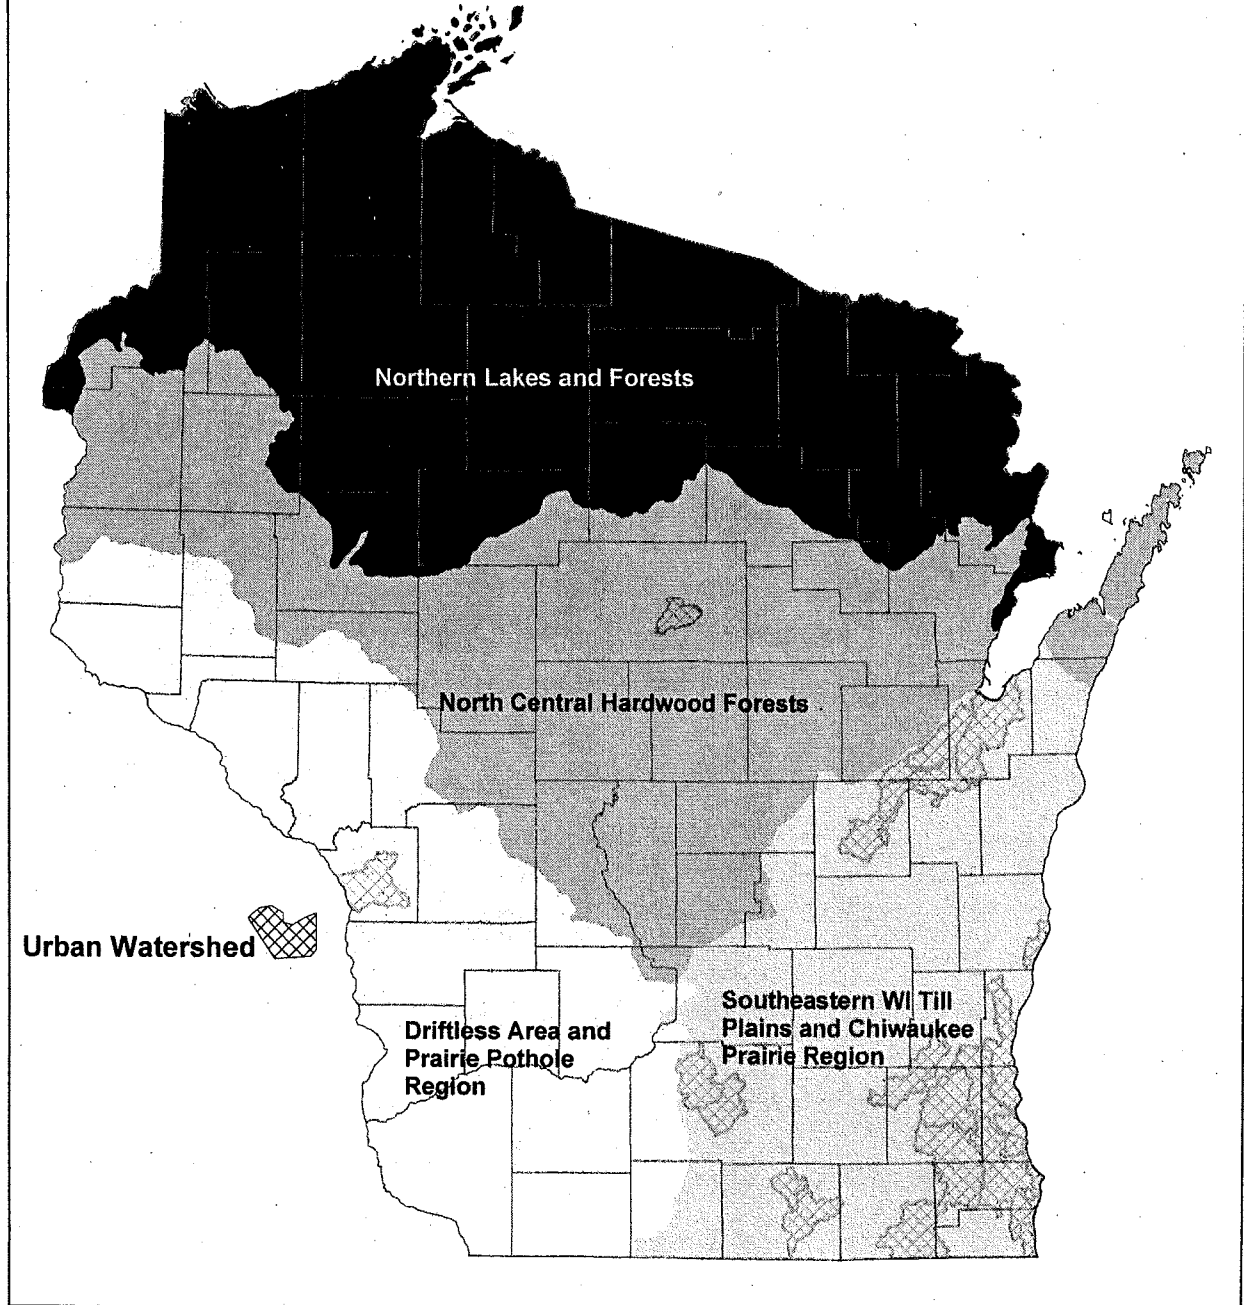 Northern Lakes and Forests
North Central Hardwood Forests
Urban Watershed
Southeastern WI Till
Plains and Chiwaukee
Prairie Region
Driftless Area and
Prairie Pothole
Region